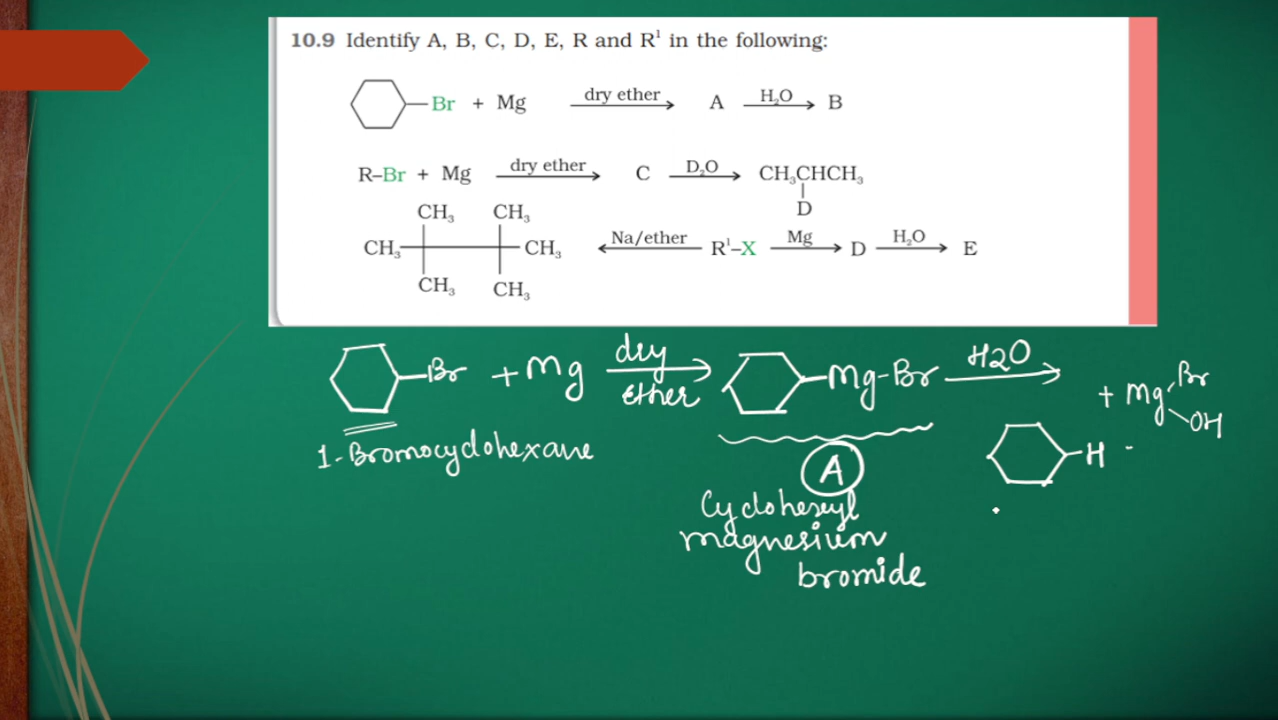 10.9 Identify A, B, C, D, E, R and R¹ in the following:
Br + Mg dry ether A H₂O B
R–Br + Mg dry ether C D₂O CH₃CHCH₃
D
CH₃ CH₃
CH₃ CH₃ Na/ether R¹–X Mg D H₂O E
CH₃ CH₃
Br + Mg dry Ether Mg-Br H2O + Mg Br OH
H
1-Bromocyclohexane
A
Cyclohexyl
magnesium
bromide